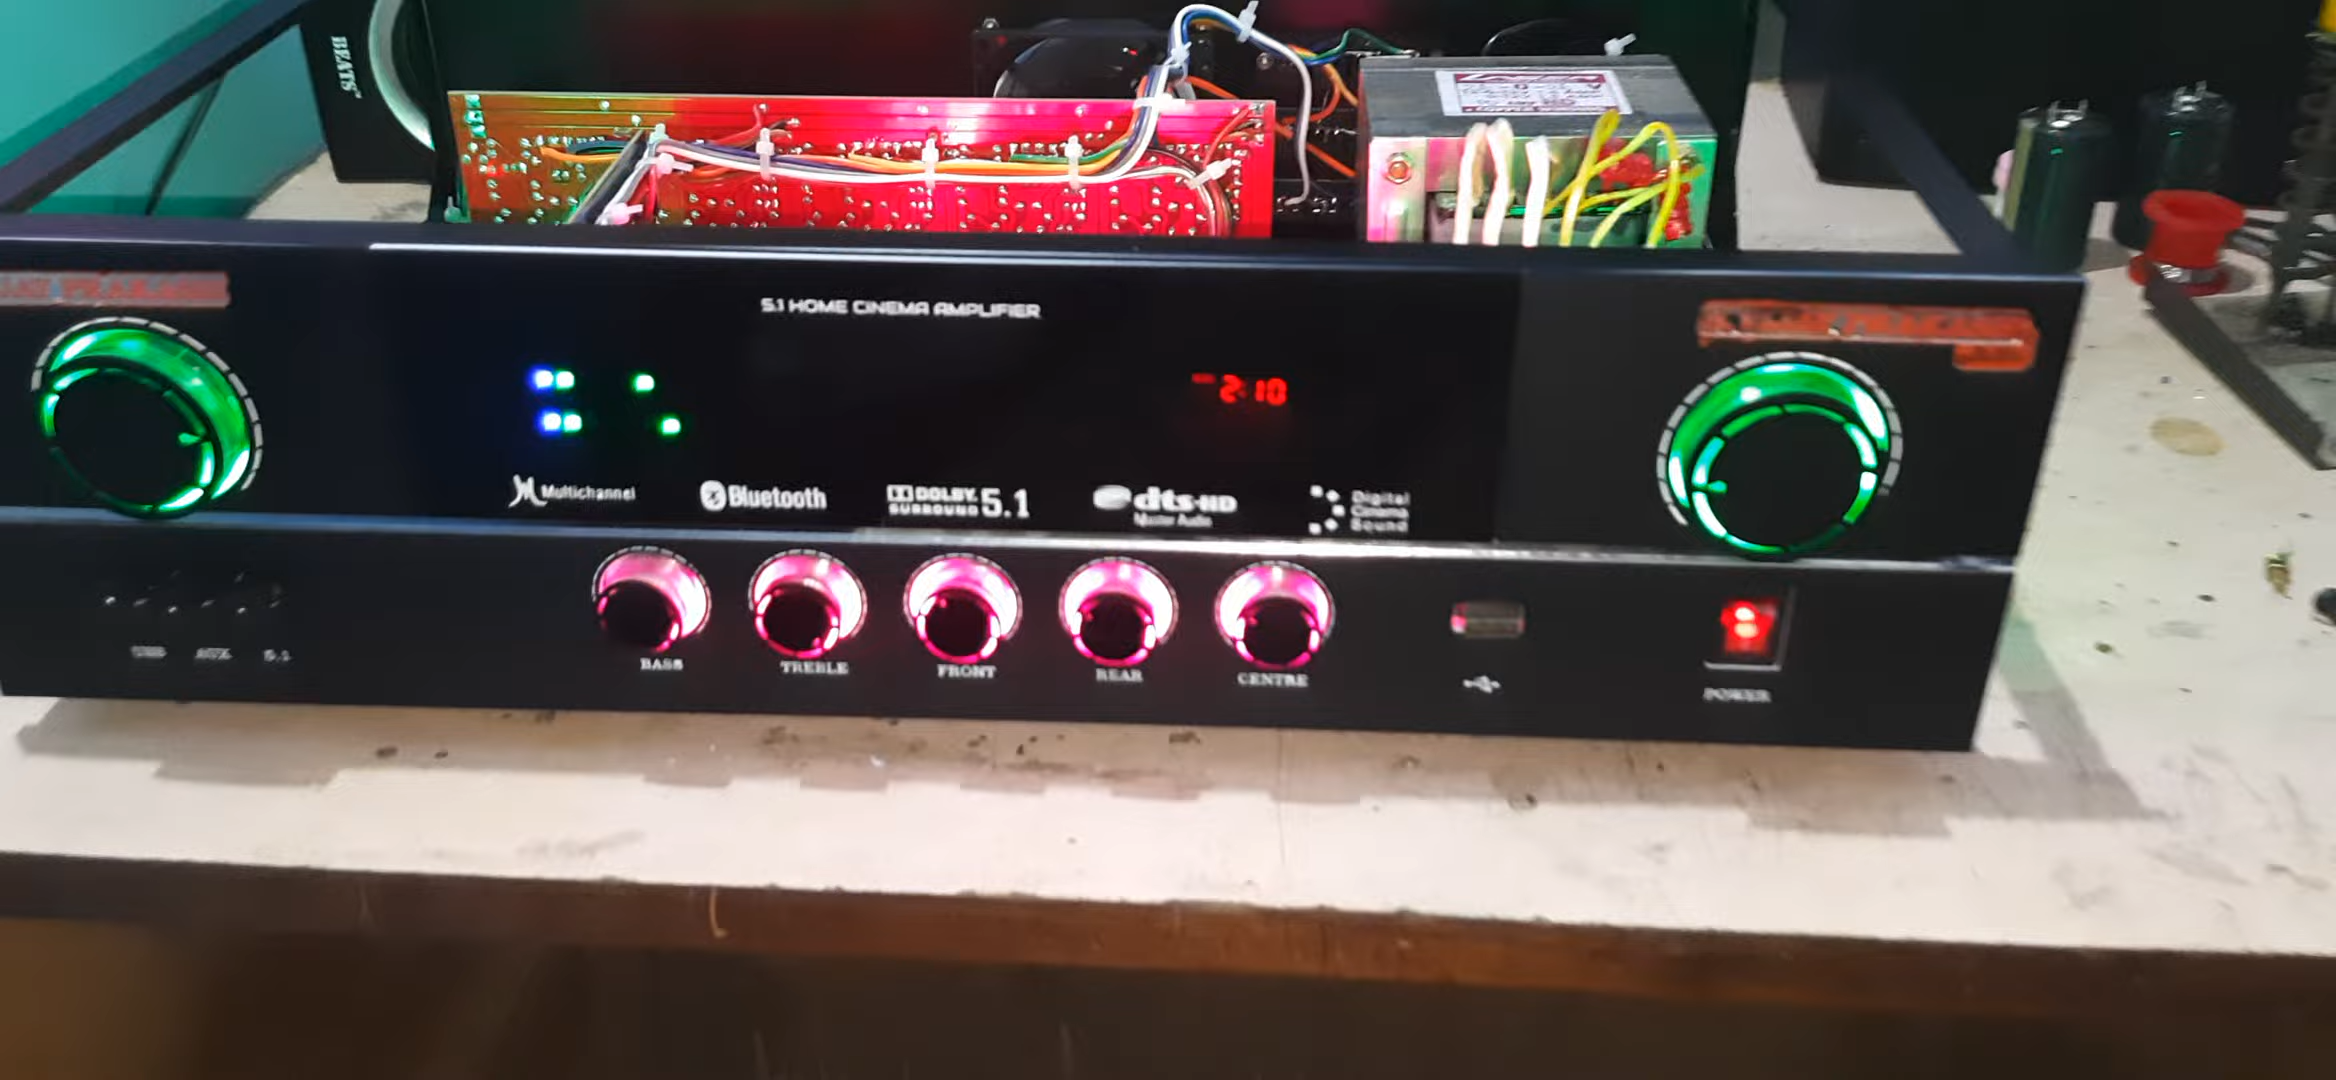 BEATS
5.1 HOME CINEMA AMPLIFIER
2:10
Multichannel
Bluetooth
DOLBY
SURROUND 5.1
dts-HD
Master Audio
Digital
Cinema
Sound
USB AUX 5.1
BASS TREBLE FRONT REAR CENTRE
POWER